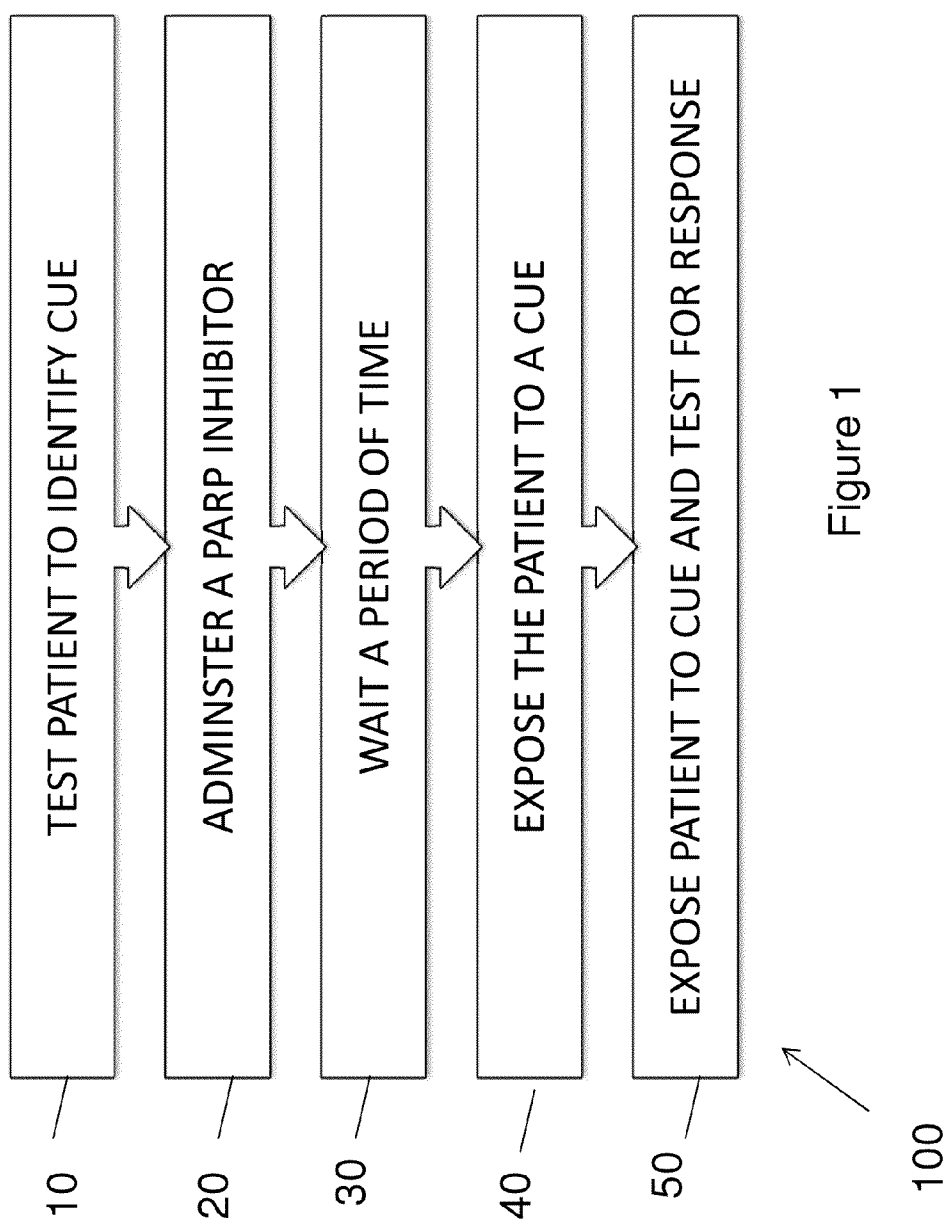 10
TEST PATIENT TO IDENTIFY CUE
20
ADMINSTER A PARP INHIBITOR
30
WAIT A PERIOD OF TIME
40
EXPOSE THE PATIENT TO A CUE
50
EXPOSE PATIENT TO CUE AND TEST FOR RESPONSE
Figure 1
100